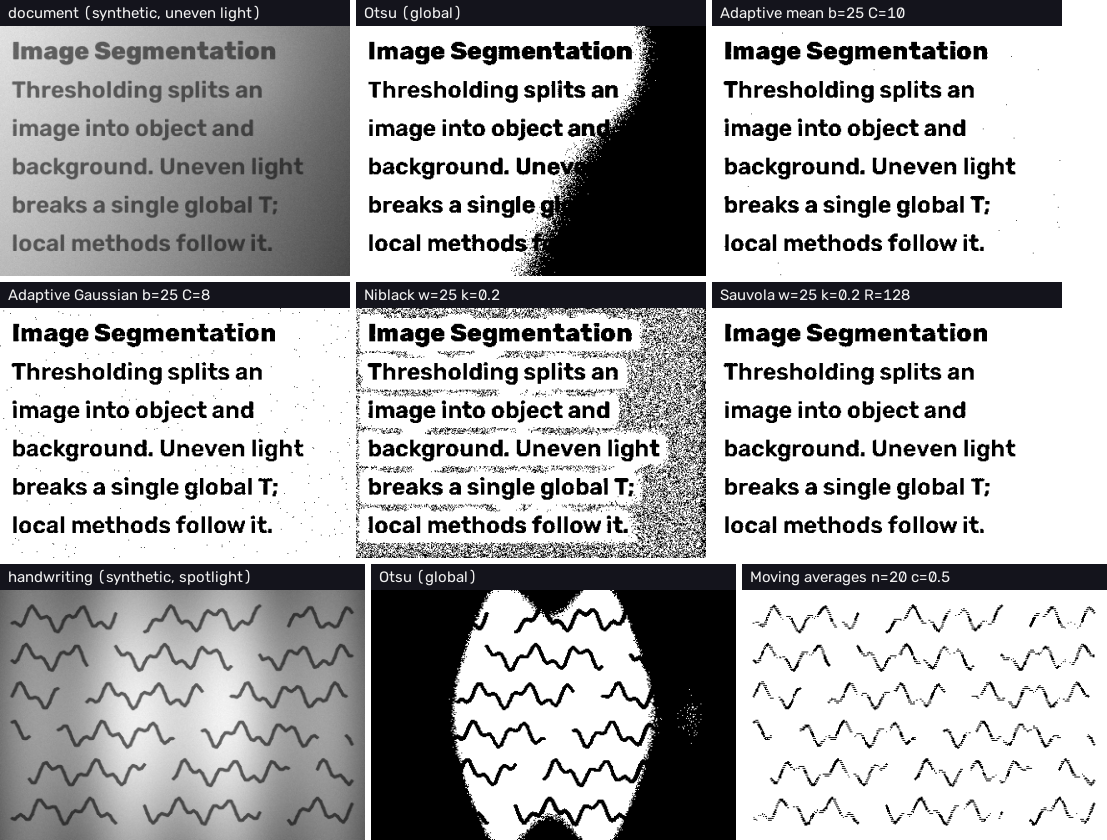 document (synthetic, uneven light)
Image Segmentation
Thresholding splits an
image into object and
background. Uneven light
breaks a single global T;
local methods follow it.
Otsu (global)
Image Segmentation
Thresholding splits an
image into object and
background. Uneve
breaks a single gl
local methods f
Adaptive mean b=25 C=10
Image Segmentation
Thresholding splits an
image into object and
background. Uneven light
breaks a single global T;
local methods follow it.
Adaptive Gaussian b=25 C=8
Image Segmentation
Thresholding splits an
image into object and
background. Uneven light
breaks a single global T;
local methods follow it.
Niblack w=25 k=0.2
Image Segmentation
Thresholding splits an
image into object and
background. Uneven light
breaks a single global T;
local methods follow it.
Sauvola w=25 k=0.2 R=128
Image Segmentation
Thresholding splits an
image into object and
background. Uneven light
breaks a single global T;
local methods follow it.
handwriting (synthetic, spotlight)
Otsu (global)
Moving averages n=20 c=0.5